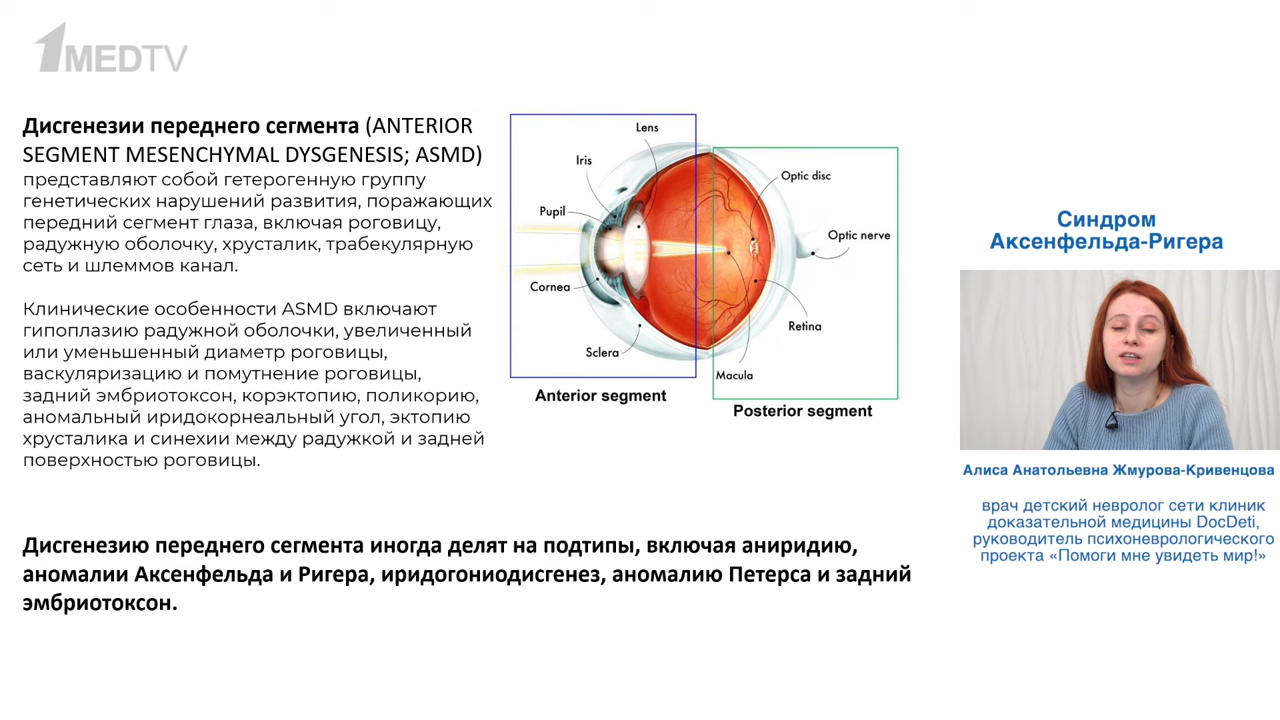 1MEDTV
Дисгенезии переднего сегмента (ANTERIOR
SEGMENT MESENCHYMAL DYSGENESIS; ASMD)
представляют собой гетерогенную группу
генетических нарушений развития, поражающих
передний сегмент глаза, включая роговицу,
радужную оболочку, хрусталик, трабекулярную
сеть и шлеммов канал.
Клинические особенности ASMD включают
гипоплазию радужной оболочки, увеличенный
или уменьшенный диаметр роговицы,
васкуляризацию и помутнение роговицы,
задний эмбриотоксон, корэктопию, поликорию,
аномальный иридокорнеальный угол, эктопию
хрусталика и синехии между радужкой и задней
поверхностью роговицы.
Lens
Iris
Pupil
Cornea
Sclera
Optic disc
Optic nerve
Retina
Macula
Anterior segment
Posterior segment
Дисгенезию переднего сегмента иногда делят на подтипы, включая аниридию,
аномалии Аксенфельда и Ригера, иридогониодисгенез, аномалию Петерса и задний
эмбриотоксон.
Синдром
Аксенфельда-Ригера
Алиса Анатольевна Жмурова-Кривенцова
врач детский невролог сети клиник
доказательной медицины DocDeti,
руководитель психоневрологического
проекта «Помоги мне увидеть мир!»